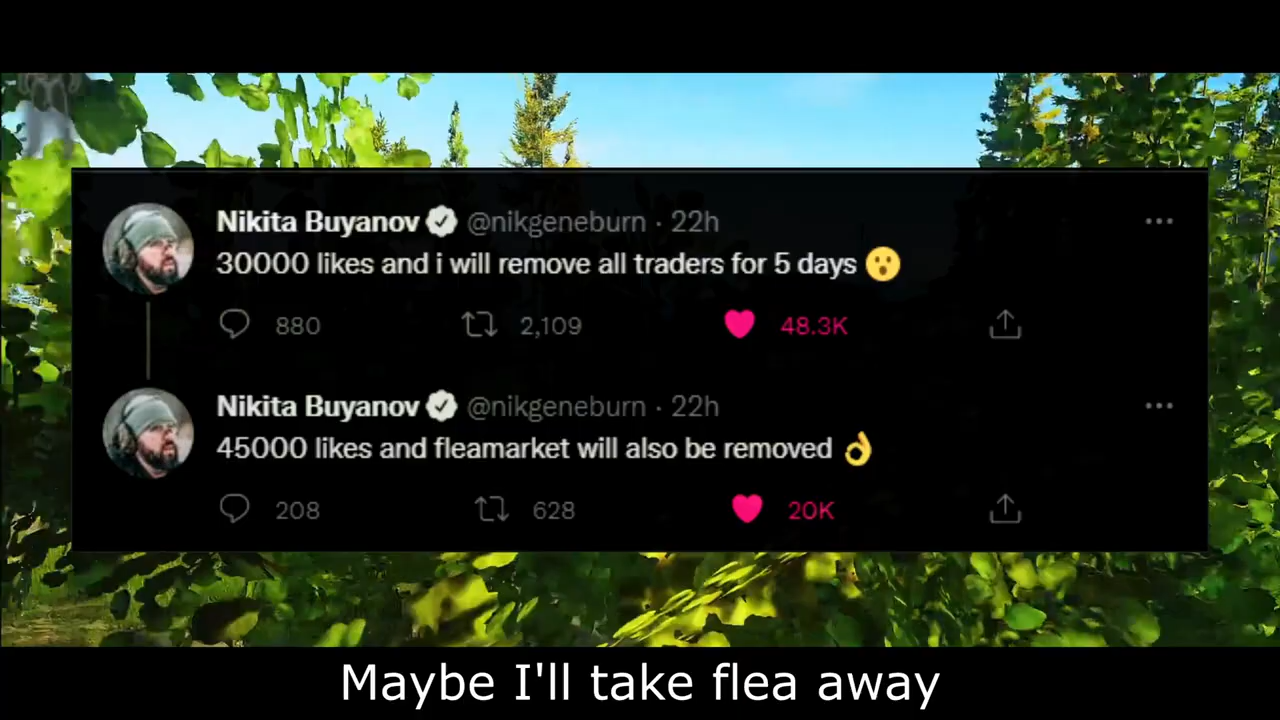 Nikita Buyanov @nikgeneburn · 22h
30000 likes and i will remove all traders for 5 days 😮
880 2,109 48.3K
Nikita Buyanov @nikgeneburn · 22h
45000 likes and fleamarket will also be removed 👌
208 628 20K
Maybe I'll take flea away